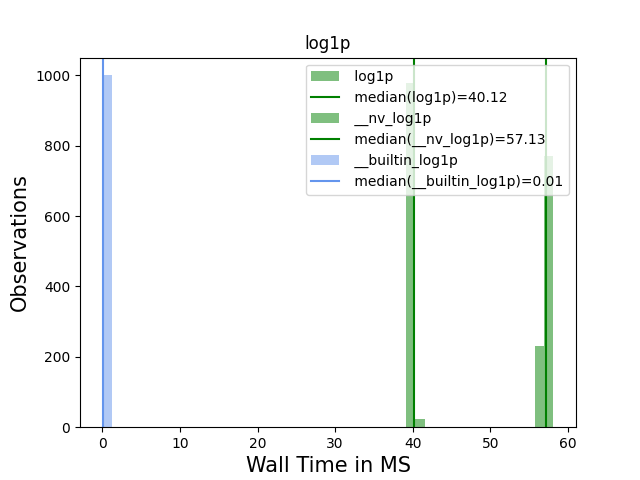 log1p
1000
800
600
400
200
0
Observations
log1p
median(log1p)=40.12
__nv_log1p
median(__nv_log1p)=57.13
__builtin_log1p
median(__builtin_log1p)=0.01
0 10 20 30 40 50 60
Wall Time in MS